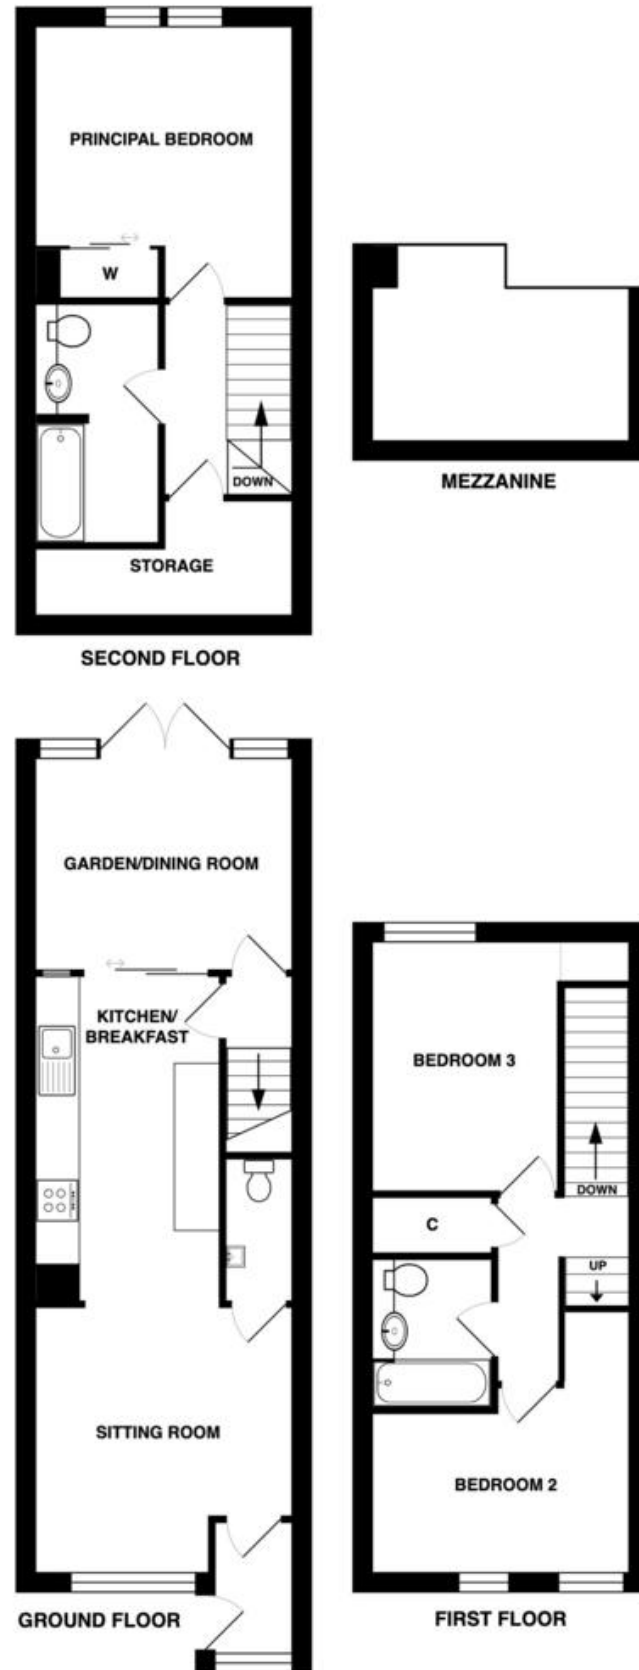 PRINCIPAL BEDROOM
W
DOWN
STORAGE
SECOND FLOOR
MEZZANINE
GARDEN/DINING ROOM
KITCHEN/
BREAKFAST
SITTING ROOM
GROUND FLOOR
BEDROOM 3
DOWN
C
UP
BEDROOM 2
FIRST FLOOR